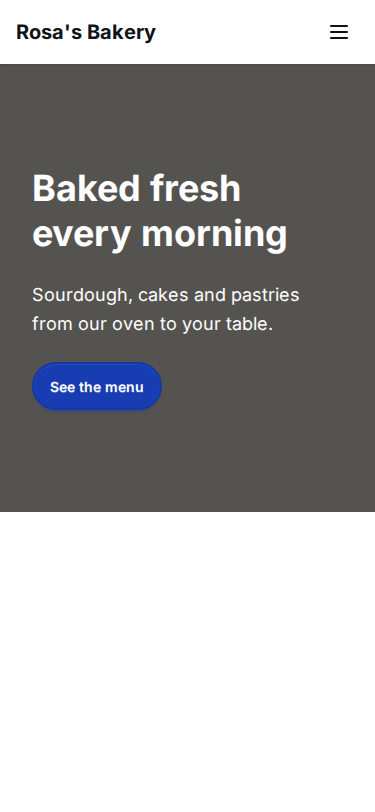 Rosa's Bakery
Baked fresh
every morning
Sourdough, cakes and pastries
from our oven to your table.
See the menu